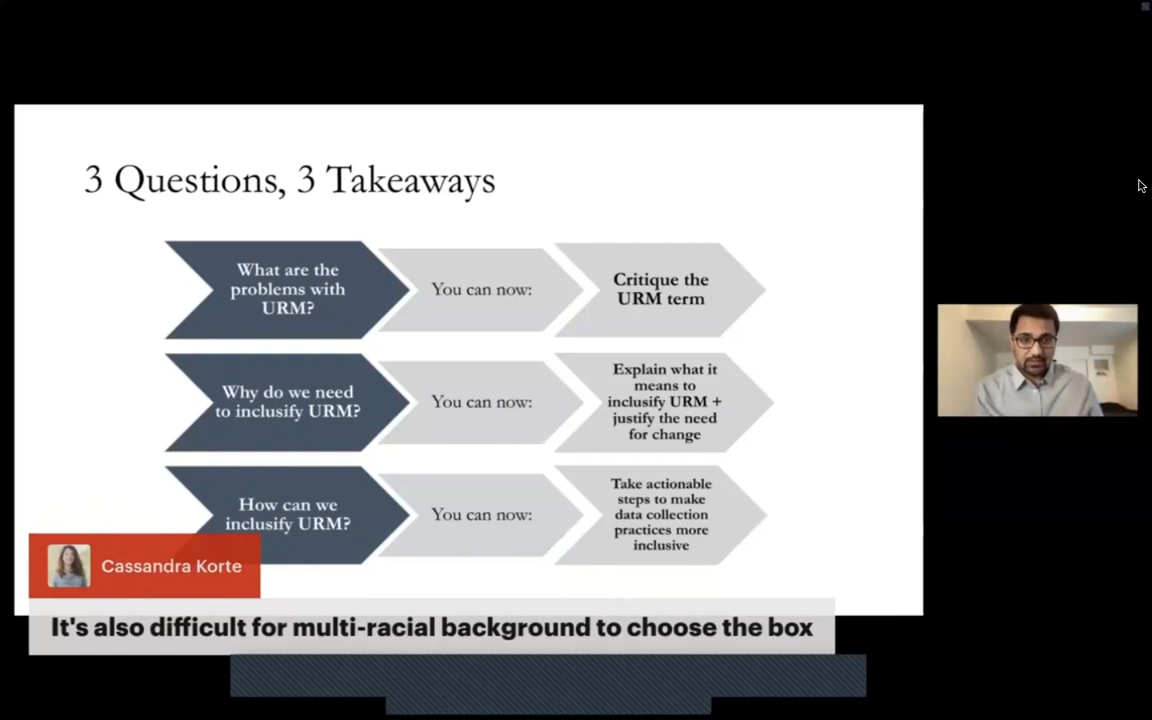 3 Questions, 3 Takeaways
What are the
problems with
URM?
You can now:
Critique the
URM term
Why do we need
to inclusify URM?
You can now:
Explain what it
means to
inclusify URM +
justify the need
for change
How can we
inclusify URM?
You can now:
Take actionable
steps to make
data collection
practices more
inclusive
Cassandra Korte
It's also difficult for multi-racial background to choose the box